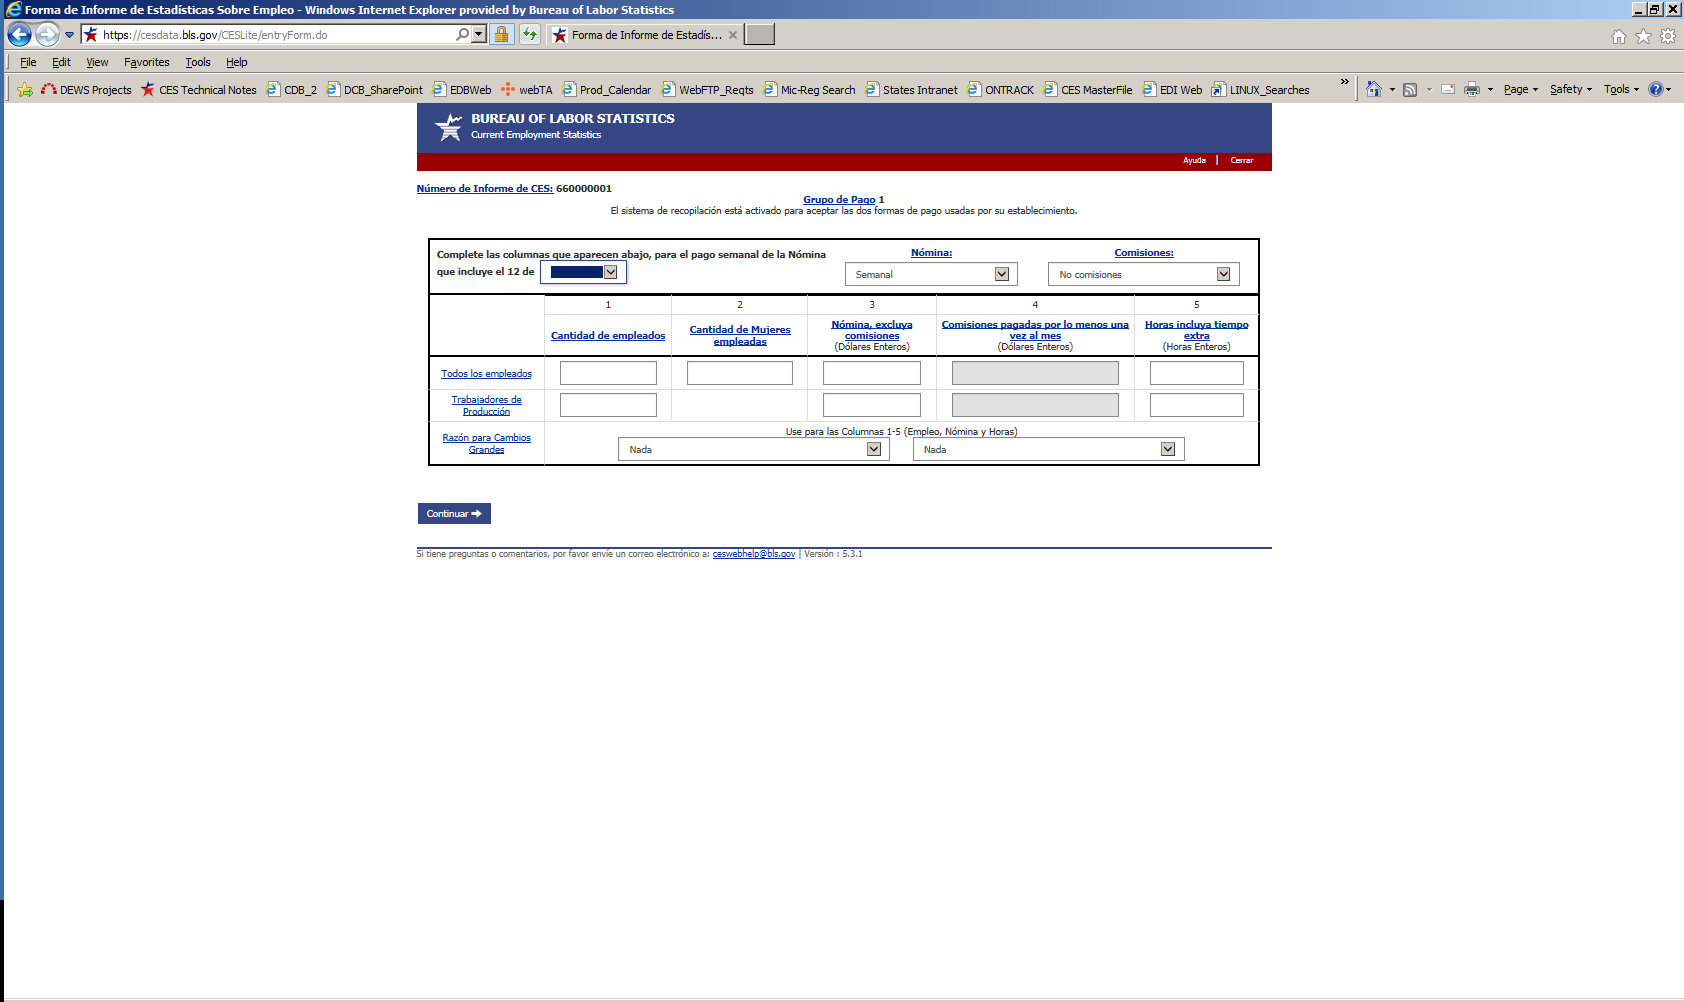 Forma de Informe de Estadísticas Sobre Empleo - Windows Internet Explorer provided by Bureau of Labor Statistics
https://cesdata.bls.gov/CESLite/entryForm.do
Forma de Informe de Estadís...
File Edit View Favorites Tools Help
DEWS Projects CES Technical Notes CDB_2 DCB_SharePoint EDBWeb webTA Prod_Calendar WebFTP_Reqts Mic-Reg Search States Intranet ONTRACK CES MasterFile EDI Web LINUX_Searches » Page Safety Tools
BUREAU OF LABOR STATISTICS
Current Employment Statistics
Ayuda | Cerrar
Número de Informe de CES: 660000001
Grupo de Pago 1
El sistema de recopilación está activado para aceptar las dos formas de pago usadas por su establecimiento.
Complete las columnas que aparecen abajo, para el pago semanal de la Nómina
que incluye el 12 de
Nómina:
Semanal
Comisiones:
No comisiones
1 2 3 4 5
Cantidad de empleados
Cantidad de Mujeres
empleadas
Nómina, excluya
comisiones
(Dólares Enteros)
Comisiones pagadas por lo menos una
vez al mes
(Dólares Enteros)
Horas incluya tiempo
extra
(Horas Enteros)
Todos los empleados
Trabajadores de
Producción
Razón para Cambios
Grandes
Use para las Columnas 1-5 (Empleo, Nómina y Horas)
Nada Nada
Continuar
Si tiene preguntas o comentarios, por favor envíe un correo electrónico a: ceswebhelp@bls.gov | Versión : 5.3.1